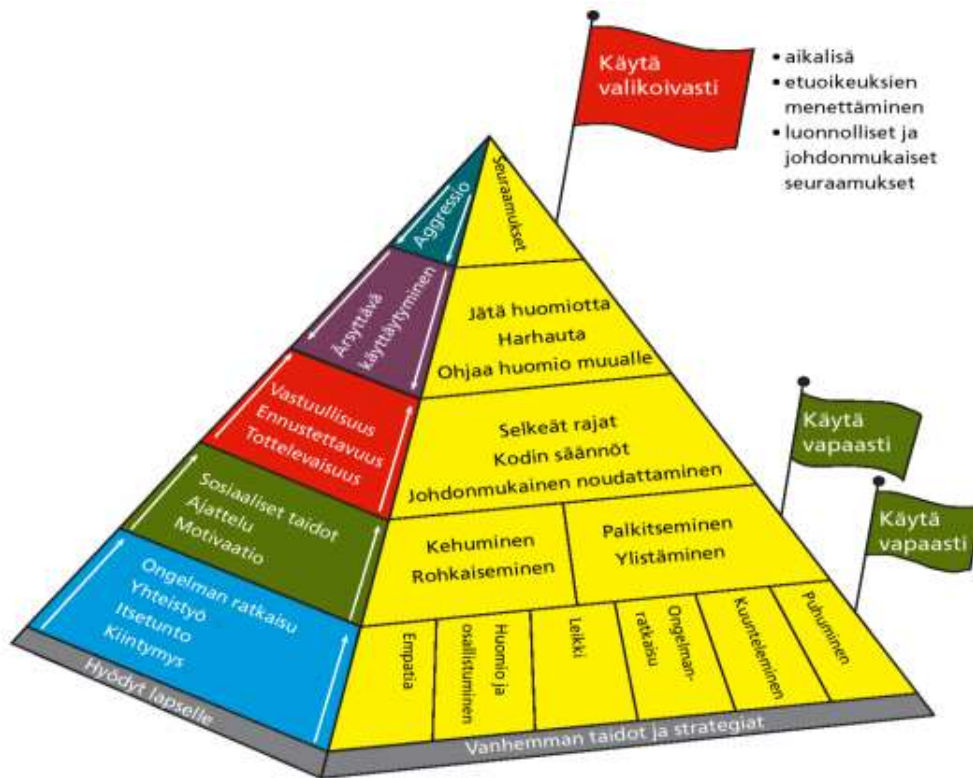 Käytä
valikoivasti
• aikalisä
• etuoikeuksien
menettäminen
• luonnolliset ja
johdonmukaiset
seuraamukset
Aggressio
Seuraamukset
Ärsyttävä
käyttäytyminen
Jätä huomiotta
Harhauta
Ohjaa huomio muualle
Vastuullisuus
Ennustettavuus
Tottelevaisuus
Selkeät rajat
Kodin säännöt
Johdonmukainen noudattaminen
Käytä
vapaasti
Sosiaaliset taidot
Ajattelu
Motivaatio
Kehuminen
Rohkaiseminen
Palkitseminen
Ylistäminen
Käytä
vapaasti
Ongelman ratkaisu
Yhteistyö
Itsetunto
Kiintymys
Empatia
Huomio ja
osallistuminen
Leikki
Ongelman-
ratkaisu
Kuunteleminen
Puhuminen
Hyödyt lapselle
Vanhemman taidot ja strategiat